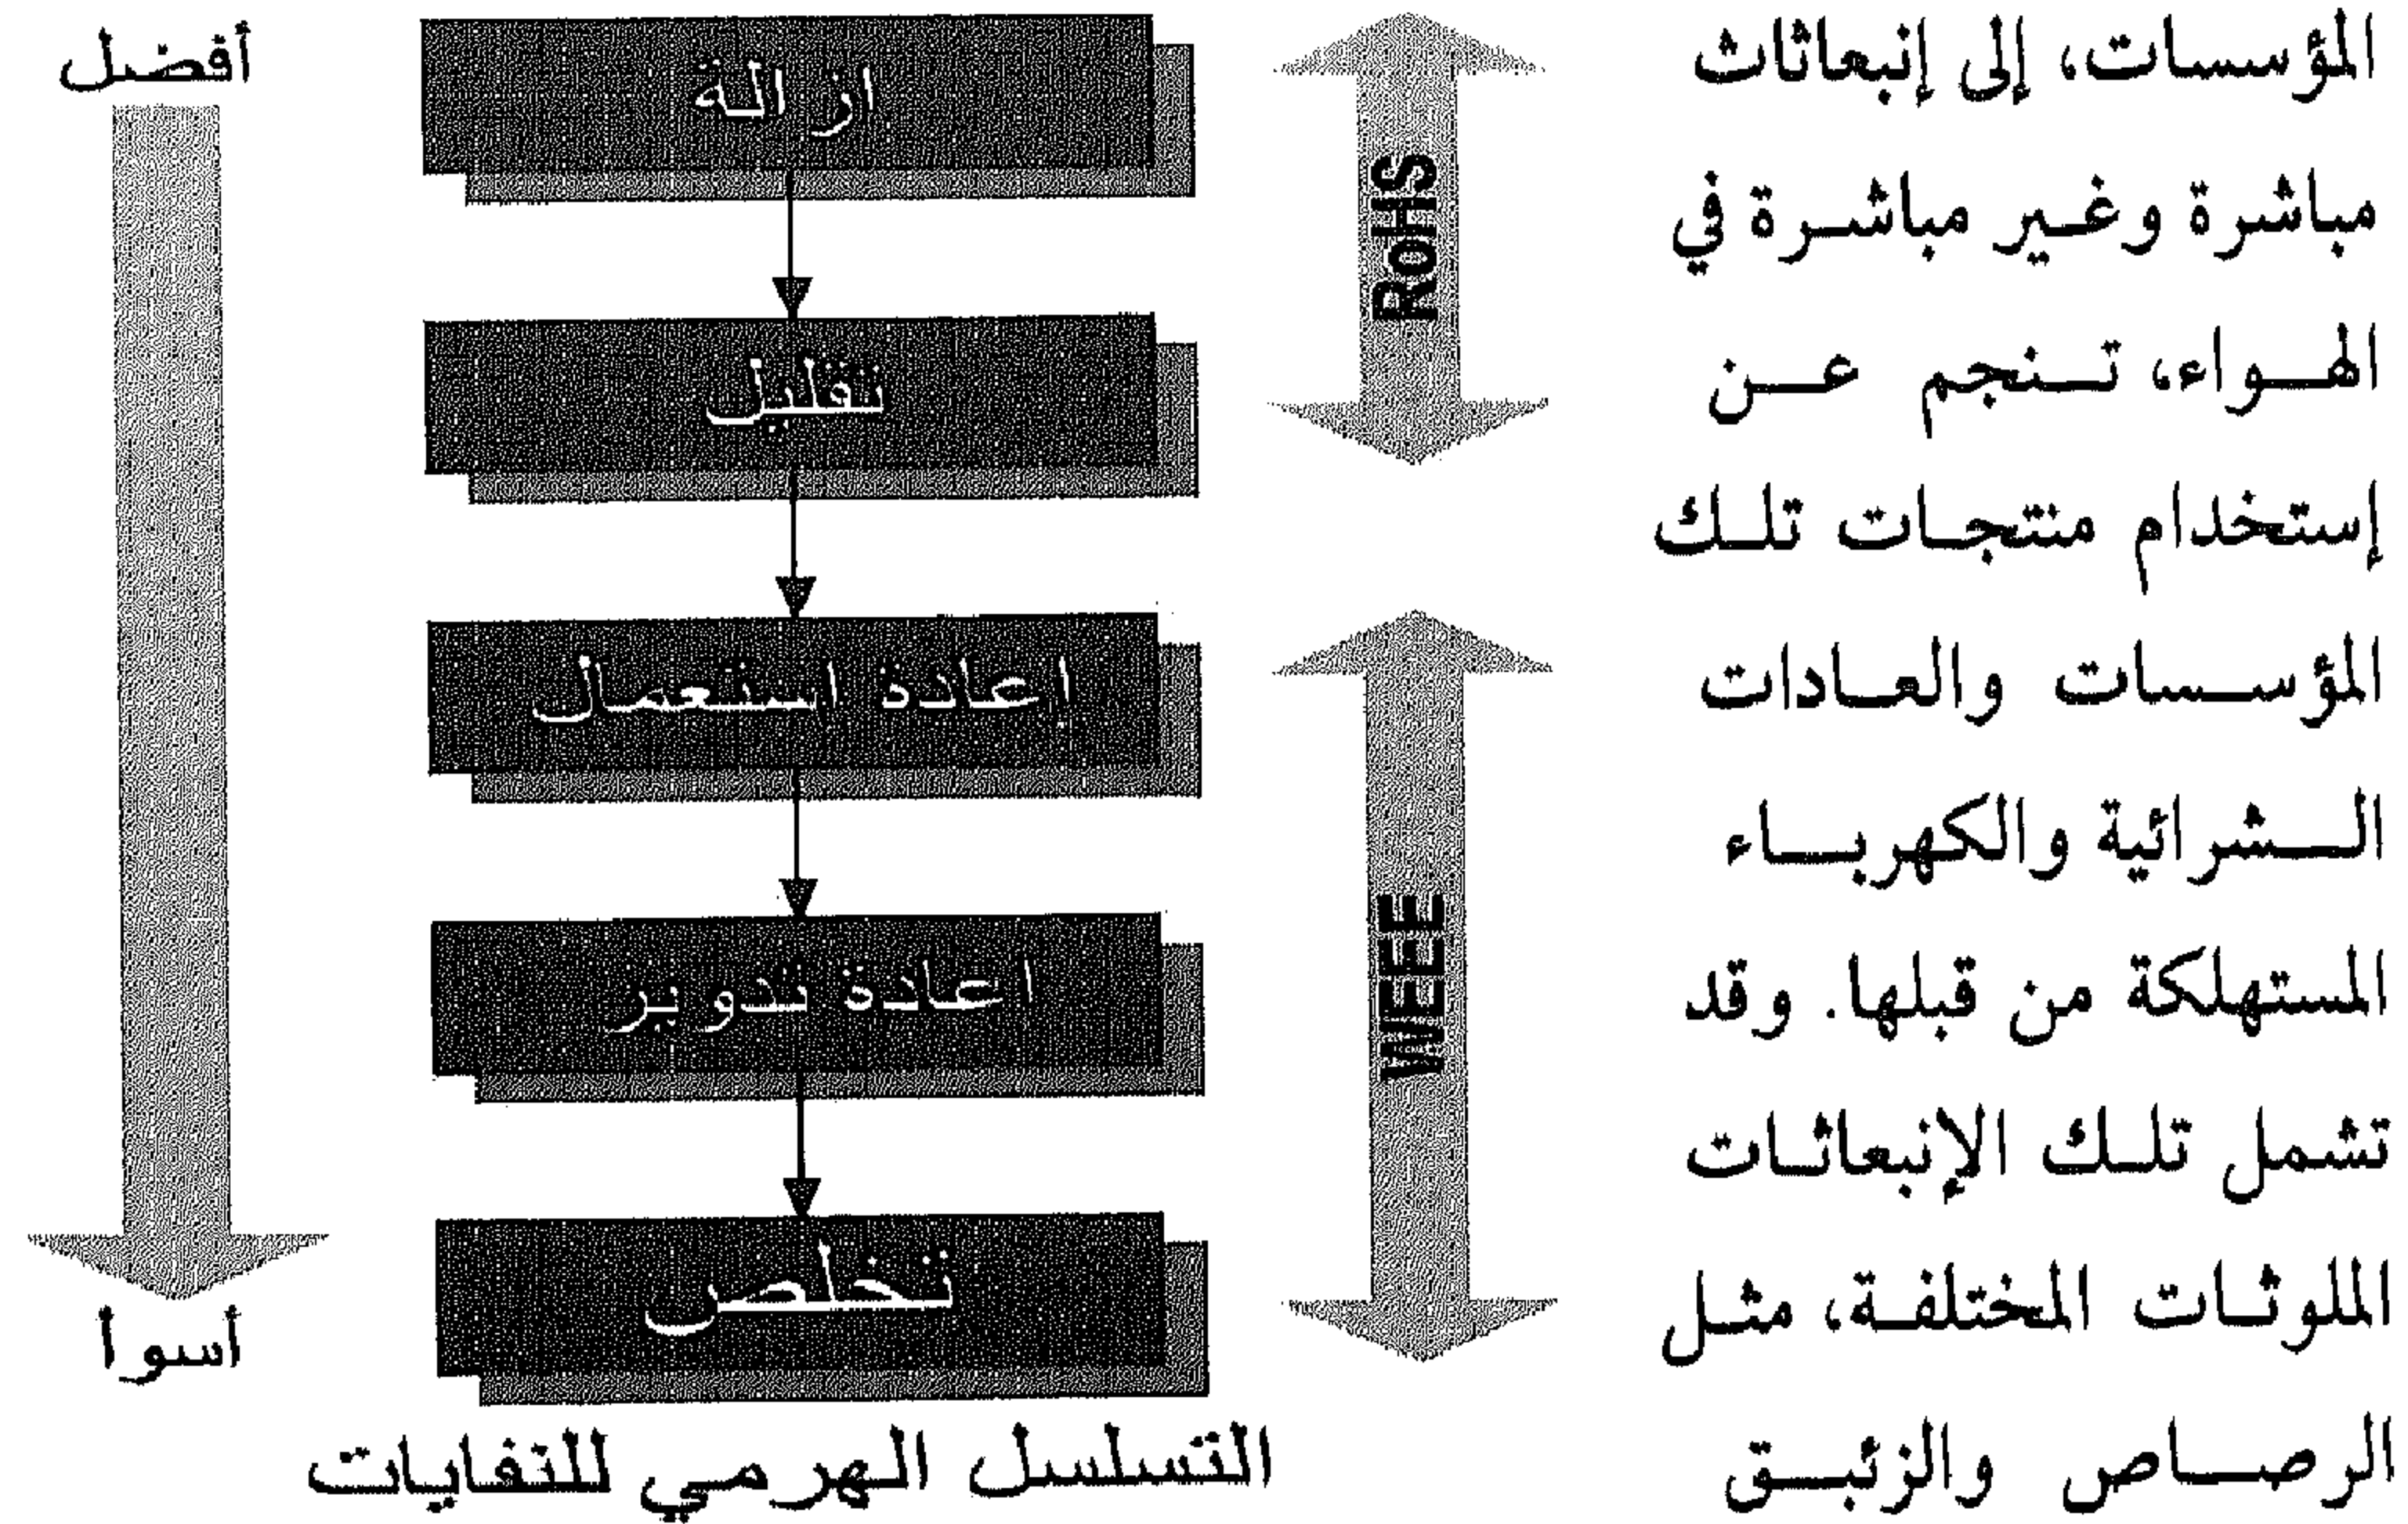 المؤسسات، إلى إنبعاثات
مباشرة وغير مباشرة في
الهواء، تنجم عن
إستخدام منتجات تلك
المؤسسات والعادات
الشرائية والكهرباء
المستهلكة من قبلها. وقد
تشمل تلك الإنبعاثات
الملوثات المختلفة، مثل
الرصاص والزئبق
RoHS
WEEE
ازالة
تقليل
اعادة استعمال
اعادة تدوير
تخلص
أفضل
أسوأ
التسلسل الهرمي للنفايات